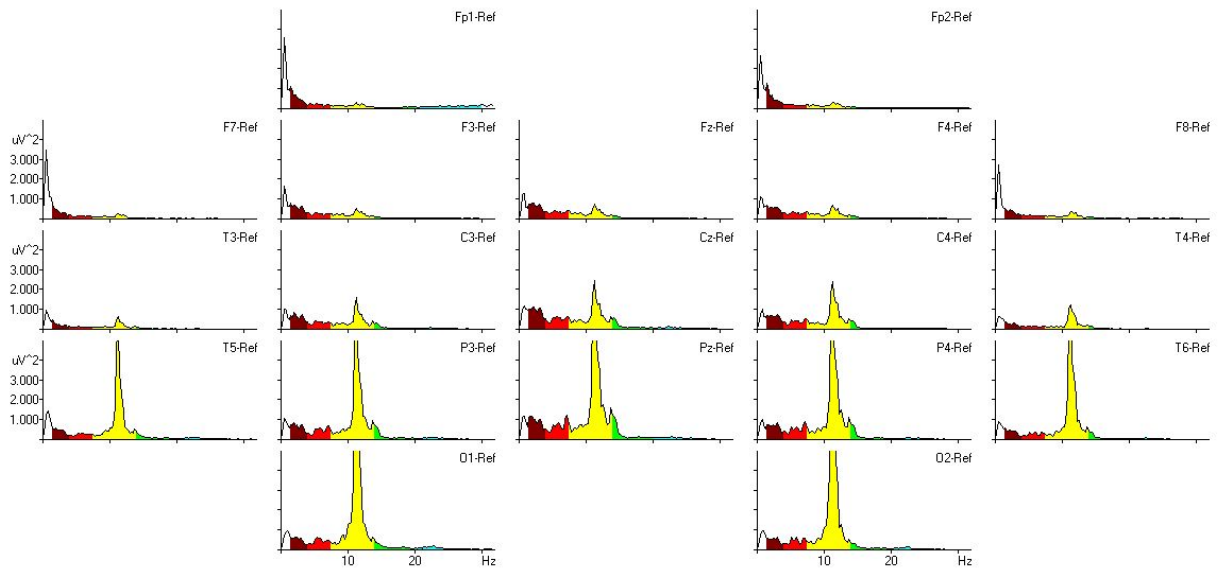 Fp1-Ref
Fp2-Ref
F7-Ref
F3-Ref
Fz-Ref
F4-Ref
F8-Ref
uV^2
3.000
2.000
1.000
T3-Ref
C3-Ref
Cz-Ref
C4-Ref
T4-Ref
uV^2
3.000
2.000
1.000
T5-Ref
P3-Ref
Pz-Ref
P4-Ref
T6-Ref
uV^2
3.000
2.000
1.000
O1-Ref
O2-Ref
10
20
Hz
10
20
Hz